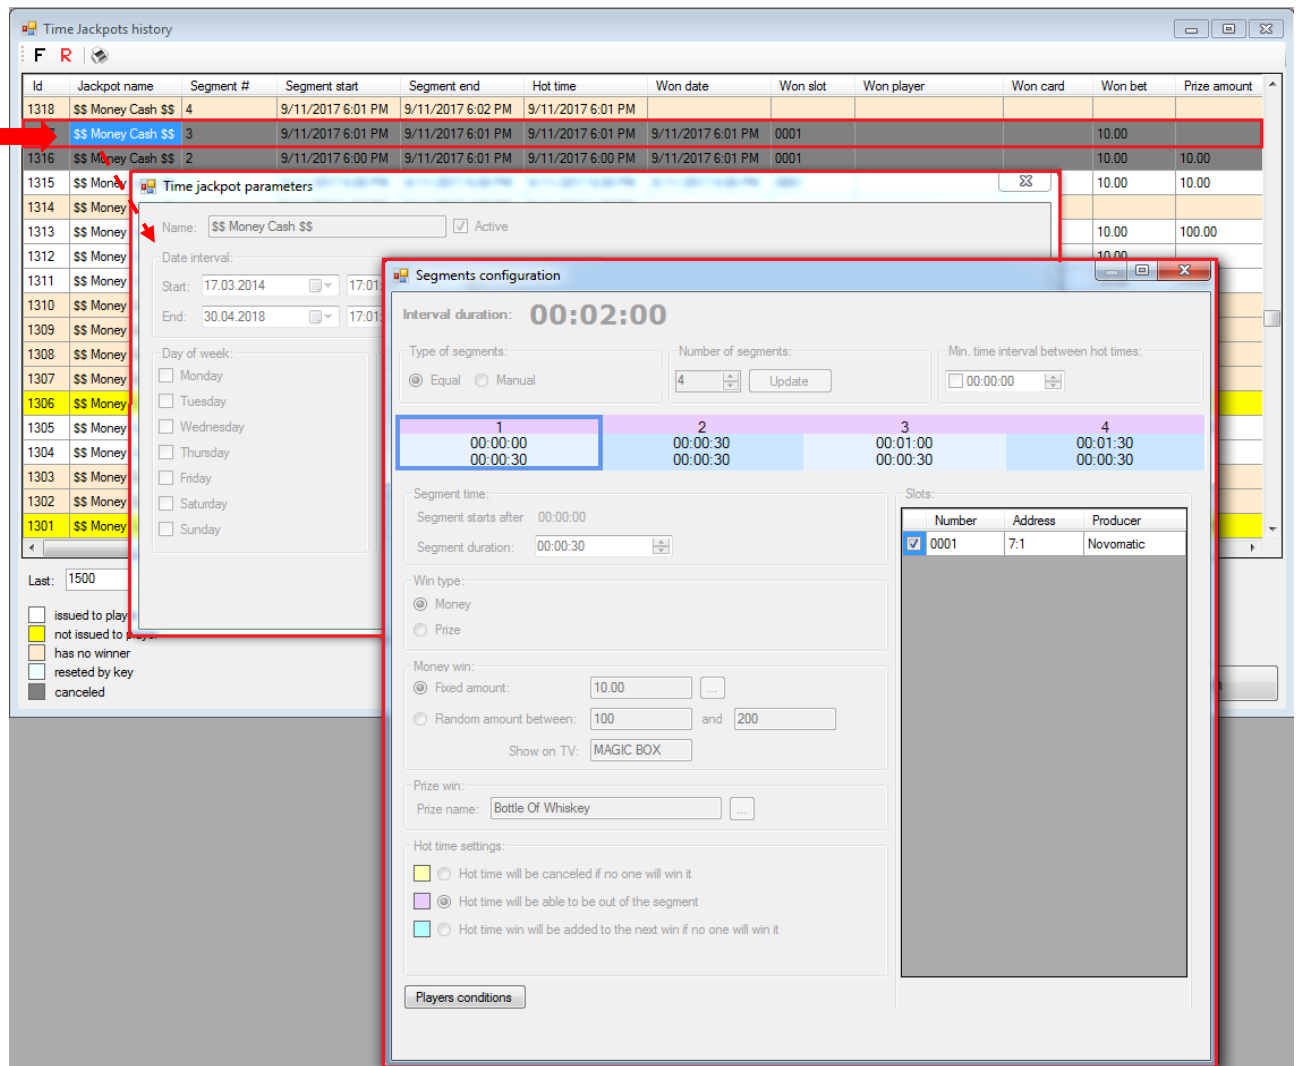 Time Jackpots history
F R
Id Jackpot name Segment # Segment start Segment end Hot time Won date Won slot Won player Won card Won bet Prize amount
1318 $$ Money Cash $$ 4 9/11/2017 6:01 PM 9/11/2017 6:02 PM 9/11/2017 6:01 PM
$$ Money Cash $$ 3 9/11/2017 6:01 PM 9/11/2017 6:01 PM 9/11/2017 6:01 PM 9/11/2017 6:01 PM 0001 10.00
1316 $$ Money Cash $$ 2 9/11/2017 6:00 PM 9/11/2017 6:01 PM 9/11/2017 6:00 PM 9/11/2017 6:01 PM 0001 10.00 10.00
1315 $$ Money 10.00 10.00
1314 $$ Money
1313 $$ Money 10.00 100.00
1312 $$ Money 10.00
1311 $$ Money
1310 $$ Money
1309 $$ Money
1308 $$ Money
1307 $$ Money
1306 $$ Money
1305 $$ Money
1304 $$ Money
1303 $$ Money
1302 $$ Money
1301 $$ Money
Last: 1500
issued to play
not issued to player
has no winner
reseted by key
canceled
Time jackpot parameters
Name: $$ Money Cash $$ Active
Date interval:
Start: 17.03.2014 17:01:
End: 30.04.2018 17:01:
Day of week:
Monday
Tuesday
Wednesday
Thursday
Friday
Saturday
Sunday
Segments configuration
Interval duration: 00:02:00
Type of segments: Number of segments: Min. time interval between hot times:
Equal Manual 4 Update 00:00:00
1 2 3 4
00:00:00 00:00:30 00:01:00 00:01:30
00:00:30 00:00:30 00:00:30 00:00:30
Segment time:
Segment starts after 00:00:00
Segment duration: 00:00:30
Slots:
Number Address Producer
0001 7:1 Novomatic
Win type:
Money
Prize
Money win:
Fixed amount: 10.00 ...
Random amount between: 100 and 200
Show on TV: MAGIC BOX
Prize win:
Prize name: Bottle Of Whiskey ...
Hot time settings:
Hot time will be canceled if no one will win it
Hot time will be able to be out of the segment
Hot time win will be added to the next win if no one will win it
Players conditions